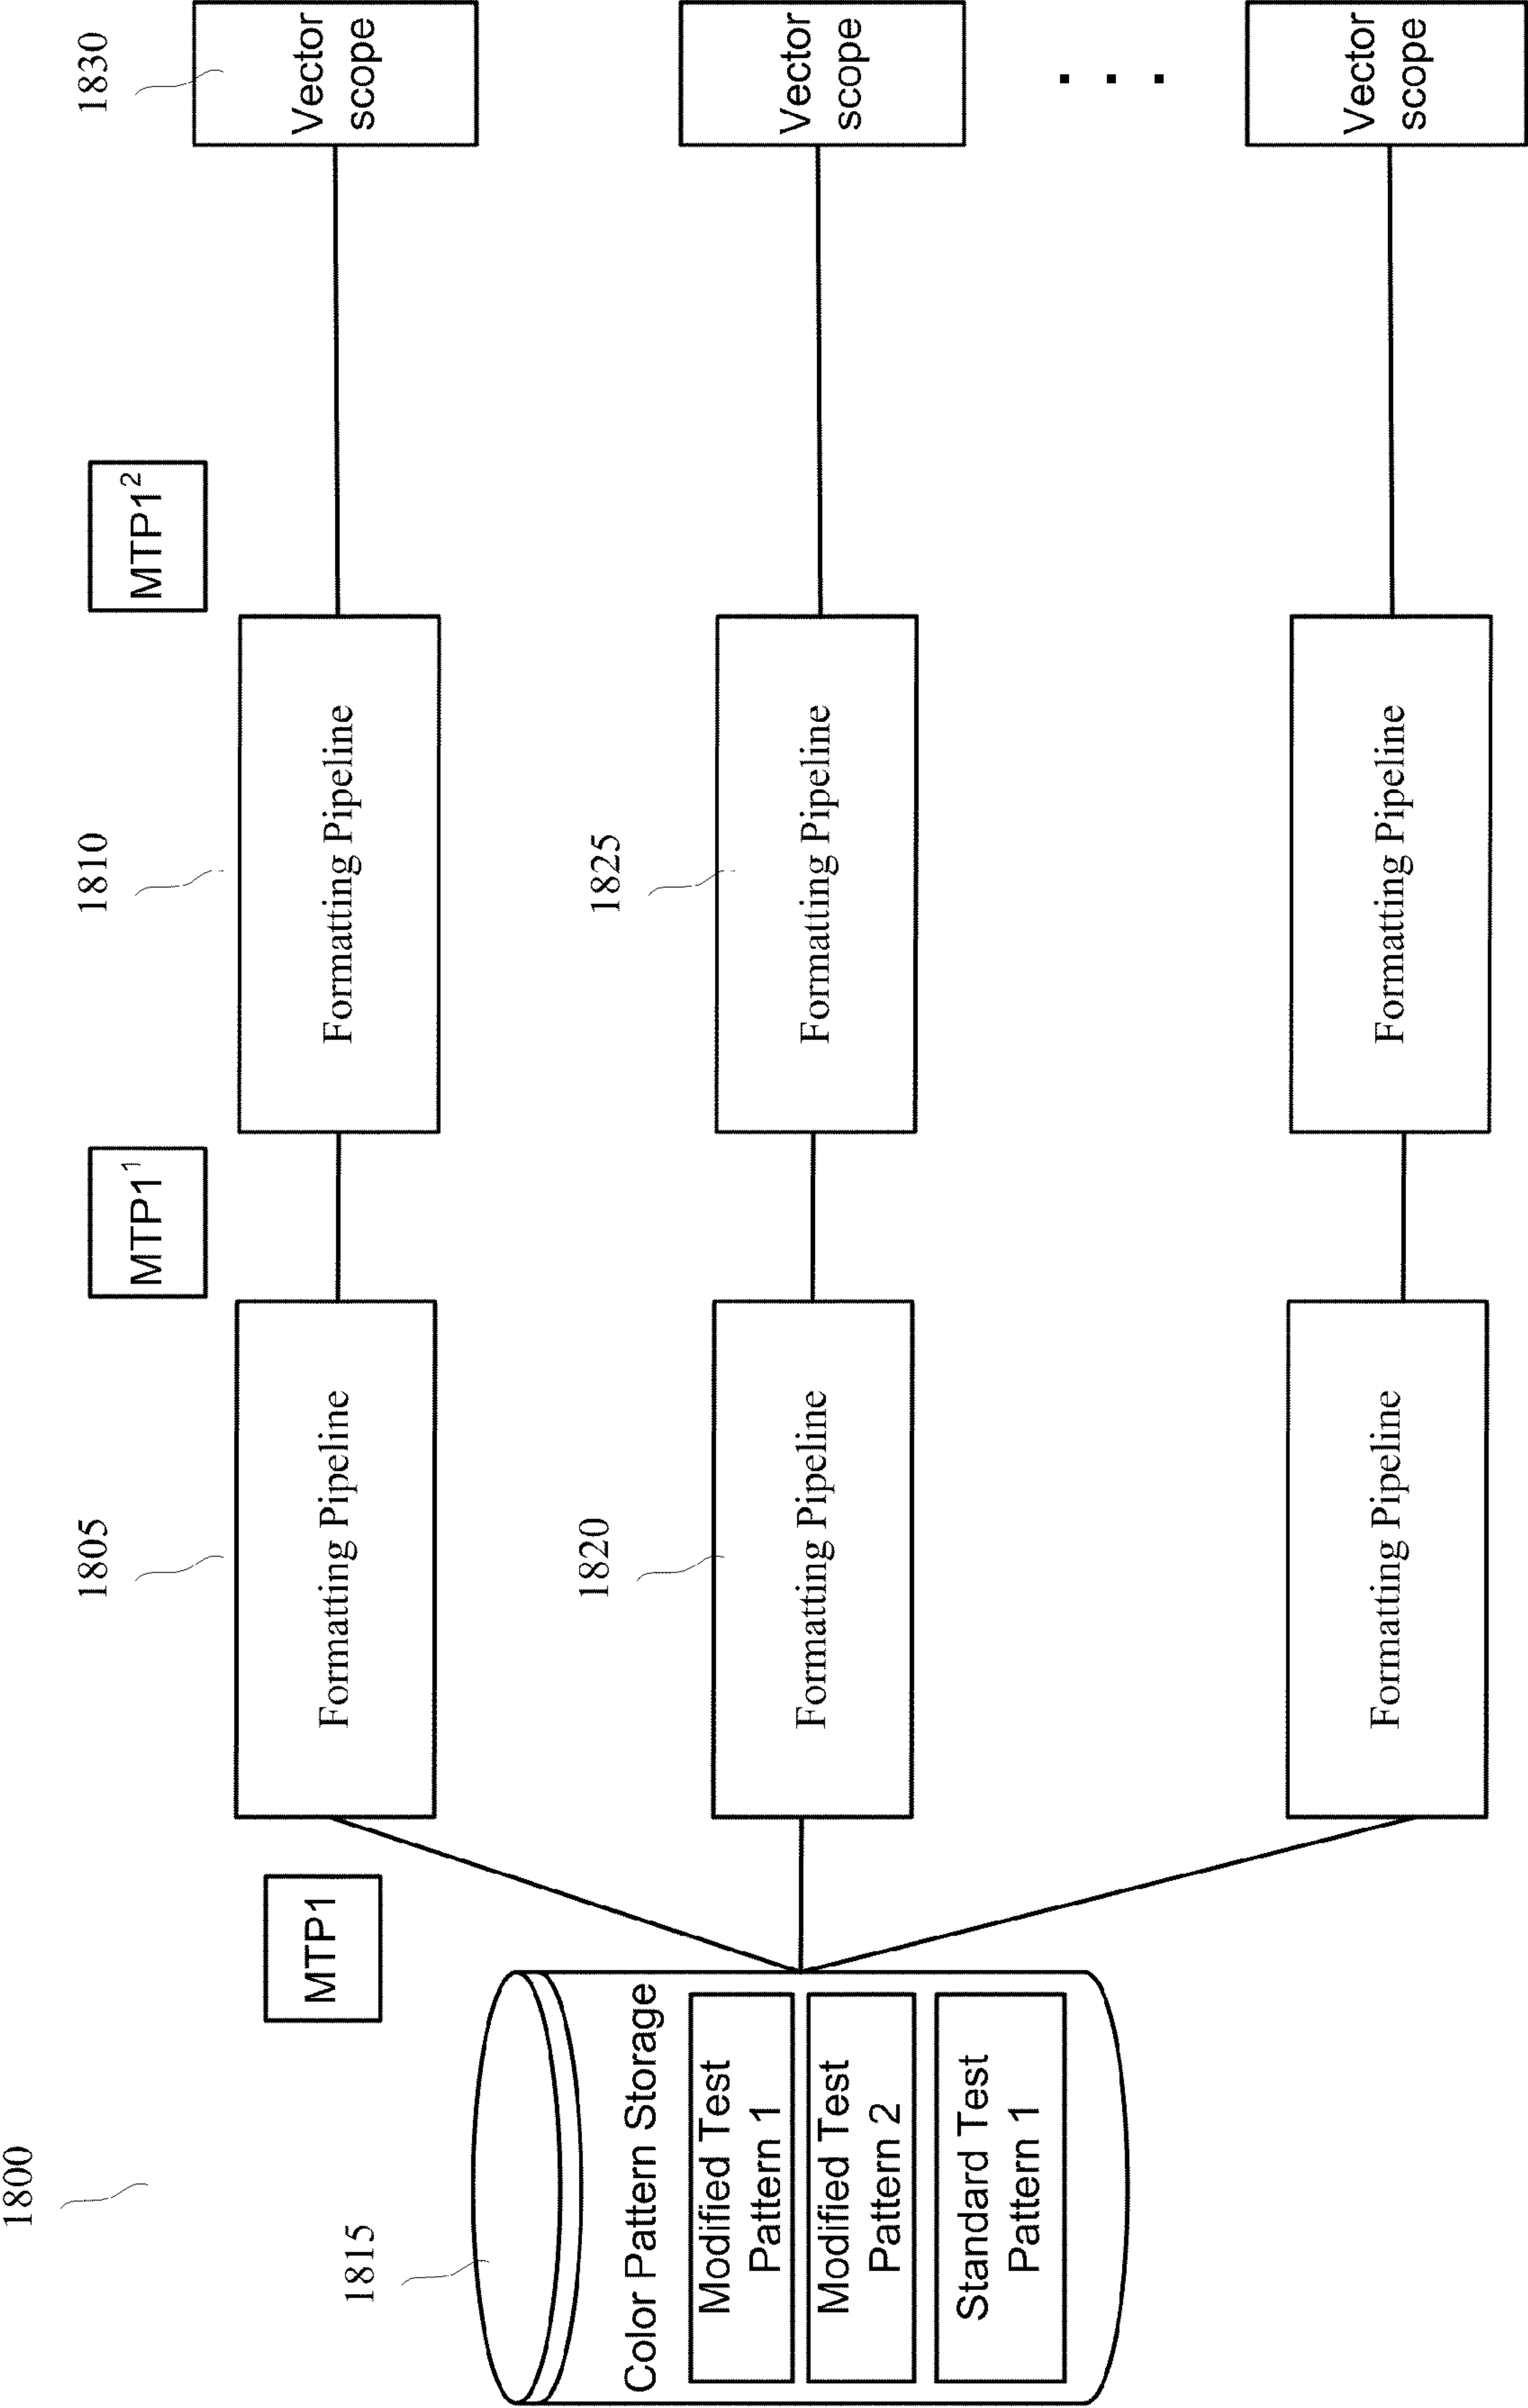 1800
1815
Color Pattern Storage
Modified Test
Pattern 1
Modified Test
Pattern 2
Standard Test
Pattern 1
MTP1
1805
Formatting Pipeline
MTP1¹
1810
Formatting Pipeline
MTP1²
1830
Vector
scope
1820
Formatting Pipeline
1825
Formatting Pipeline
Vector
scope
. . .
Formatting Pipeline
Formatting Pipeline
Vector
scope